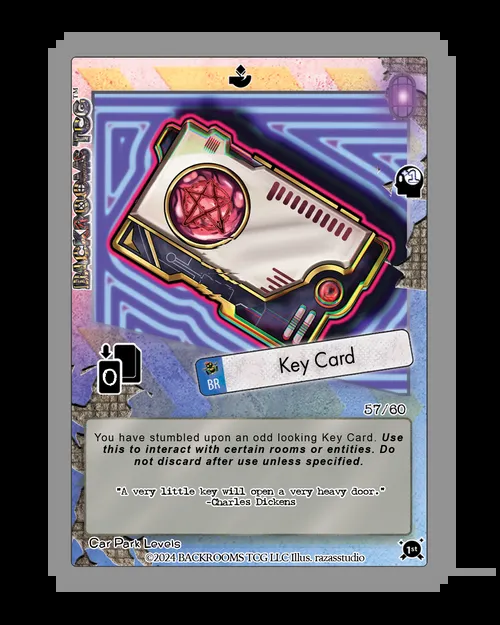 BACKROOMS TCG™
-1
Key Card
BR
0
57/60
You have stumbled upon an odd looking Key Card. Use
this to interact with certain rooms or entities. Do
not discard after use unless specified.
"A very little key will open a very heavy door."
-Charles Dickens
Car Park Levels
©2024 BACKROOMS TCG LLC Illus. razasstudio
1st